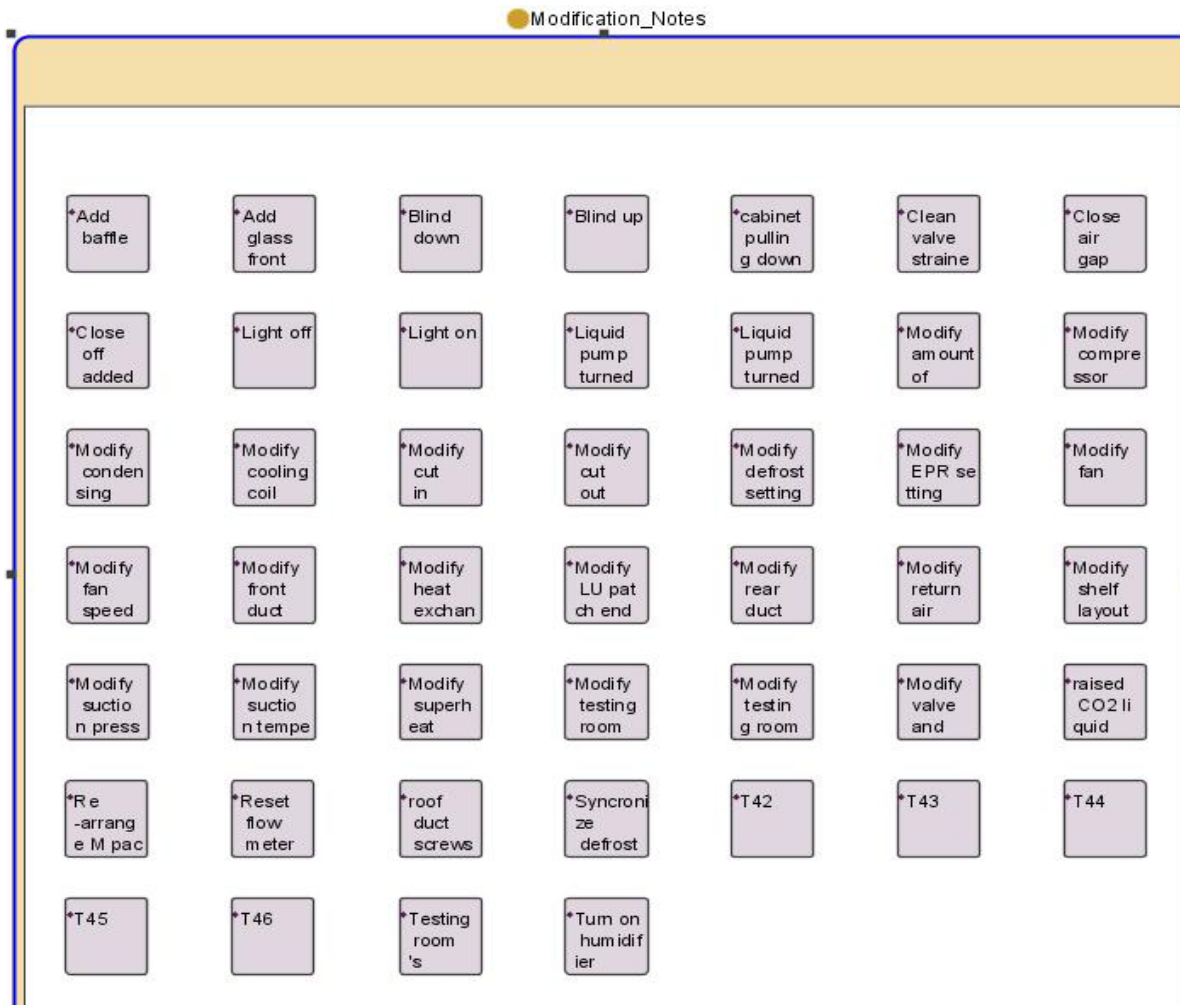 Modification_Notes
Add
baffle
Add
glass
front
Blind
down
Blind up
cabinet
pullin
g down
Clean
valve
straine
Close
air
gap
Close
off
added
Light off
Light on
Liquid
pump
turned
Liquid
pump
turned
Modify
amount
of
Modify
compre
ssor
Modify
conden
sing
Modify
cooling
coil
Modify
cut
in
Modify
cut
out
Modify
defrost
setting
Modify
EPR se
tting
Modify
fan
Modify
fan
speed
Modify
front
duct
Modify
heat
exchan
Modify
LU pat
ch end
Modify
rear
duct
Modify
return
air
Modify
shelf
layout
Modify
suctio
n press
Modify
suctio
n tempe
Modify
superh
eat
Modify
testing
room
Modify
testin
g room
Modify
valve
and
raised
CO2 li
quid
Re
-arrang
e M pac
Reset
flow
meter
roof
duct
screws
Syncroni
ze
defrost
T42
T43
T44
T45
T46
Testing
room
's
Turn on
humidif
ier